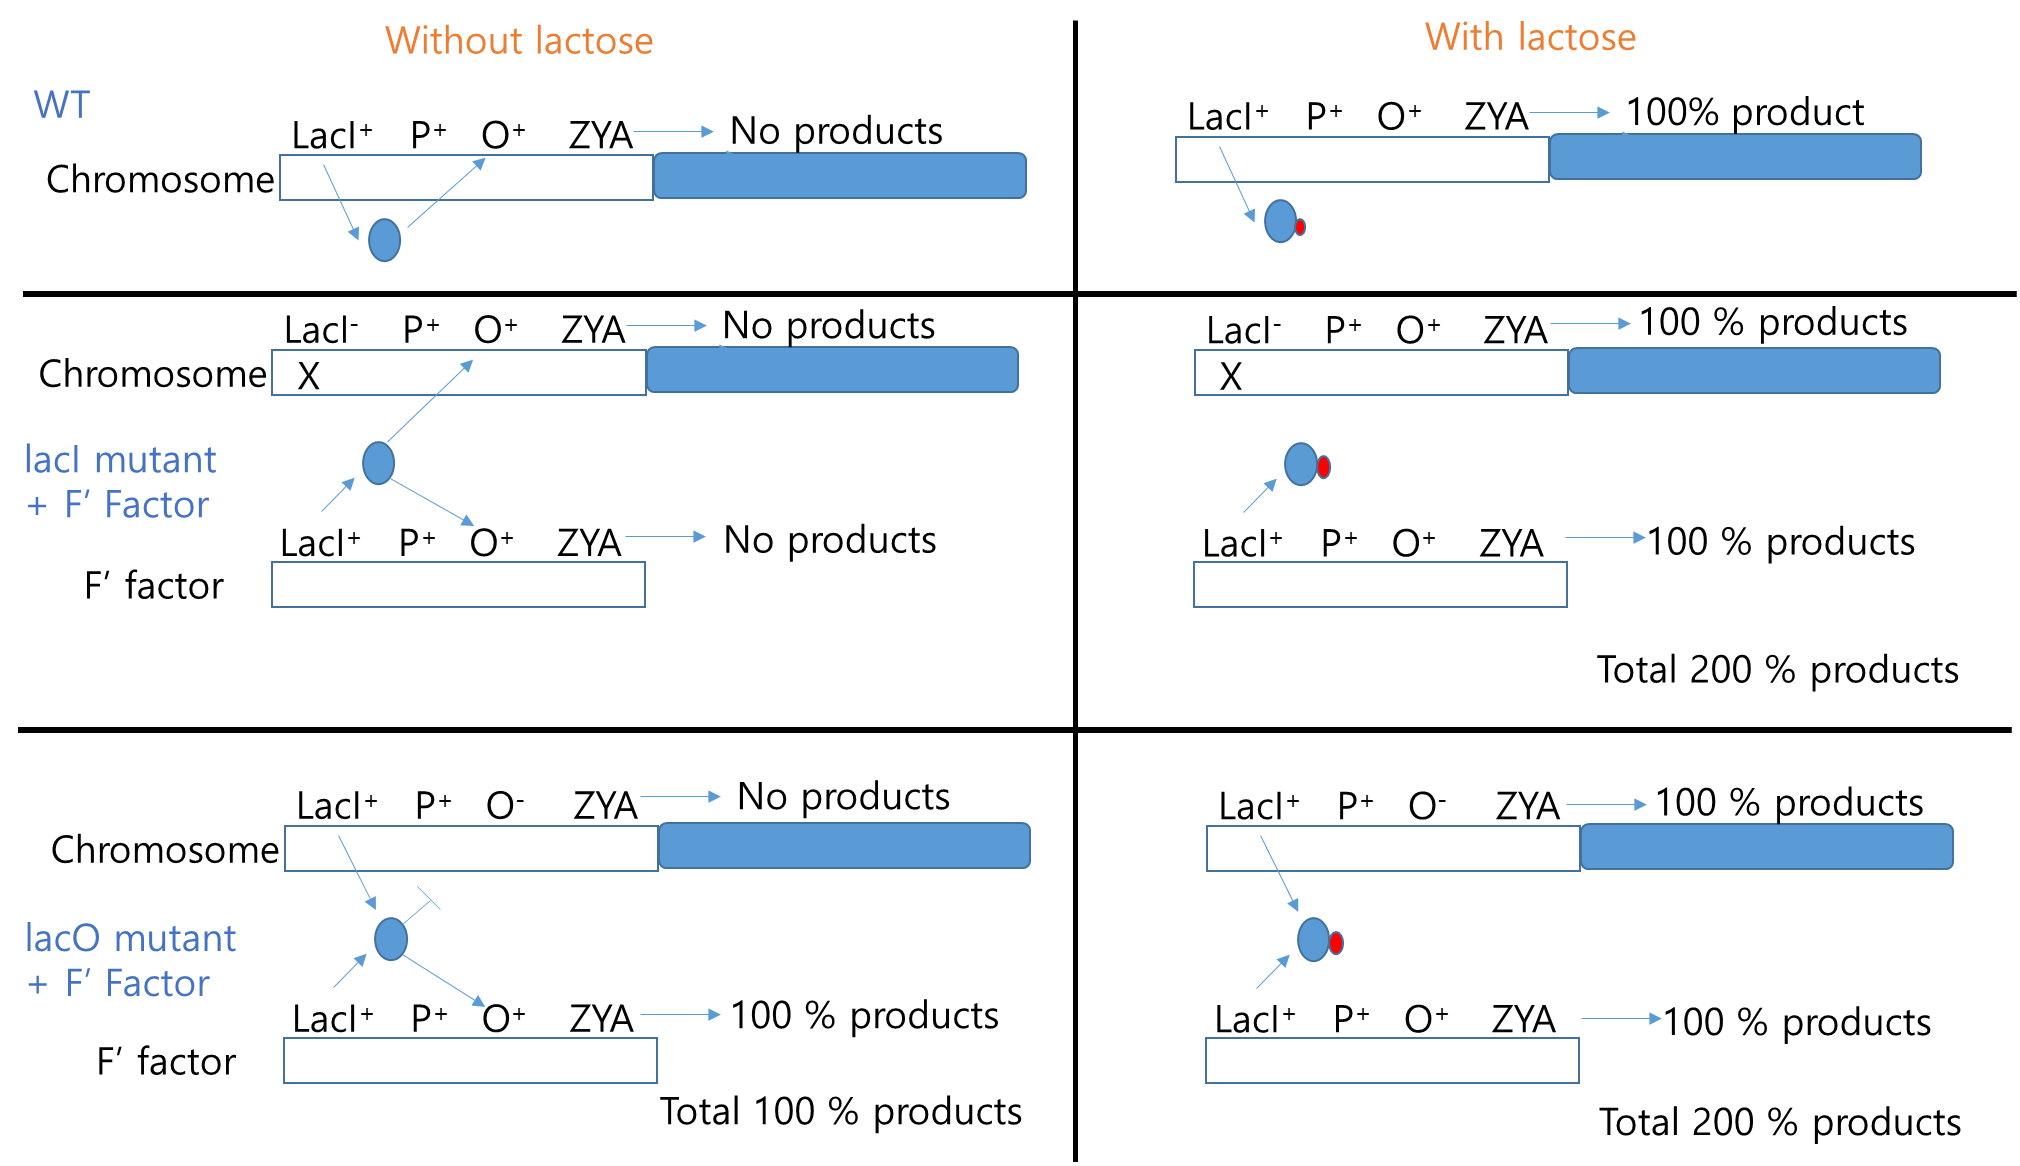 Without lactose
With lactose
WT
LacI⁺ P⁺ O⁺ ZYA No products
Chromosome
LacI⁺ P⁺ O⁺ ZYA 100% product
LacI⁻ P⁺ O⁺ ZYA No products
Chromosome X
LacI⁻ P⁺ O⁺ ZYA 100 % products
X
lacI mutant
+ F’ Factor
LacI⁺ P⁺ O⁺ ZYA No products
F’ factor
LacI⁺ P⁺ O⁺ ZYA 100 % products
Total 200 % products
LacI⁺ P⁺ O⁻ ZYA No products
Chromosome
LacI⁺ P⁺ O⁻ ZYA 100 % products
lacO mutant
+ F’ Factor
LacI⁺ P⁺ O⁺ ZYA 100 % products
F’ factor
Total 100 % products
LacI⁺ P⁺ O⁺ ZYA 100 % products
Total 200 % products